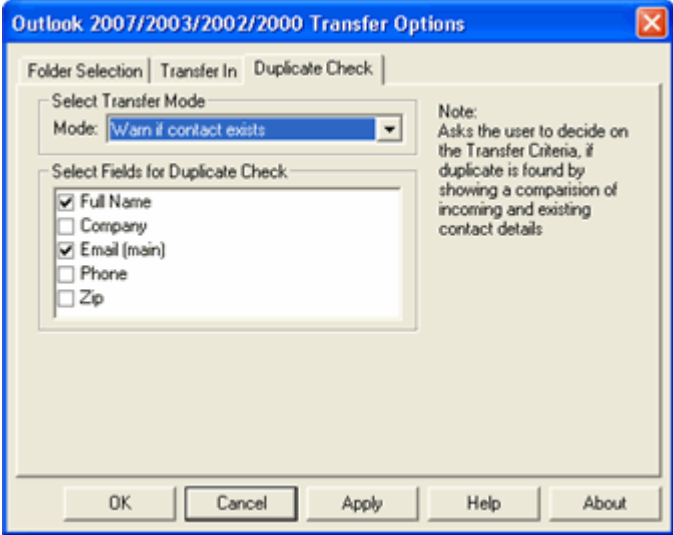 Outlook 2007/2003/2002/2000 Transfer Options
Folder Selection
Transfer In
Duplicate Check
Select Transfer Mode
Mode: Warn if contact exists
Select Fields for Duplicate Check
Full Name
Company
Email (main)
Phone
Zip
Note:
Asks the user to decide on
the Transfer Criteria, if
duplicate is found by
showing a comparision of
incoming and existing
contact details
OK
Cancel
Apply
Help
About